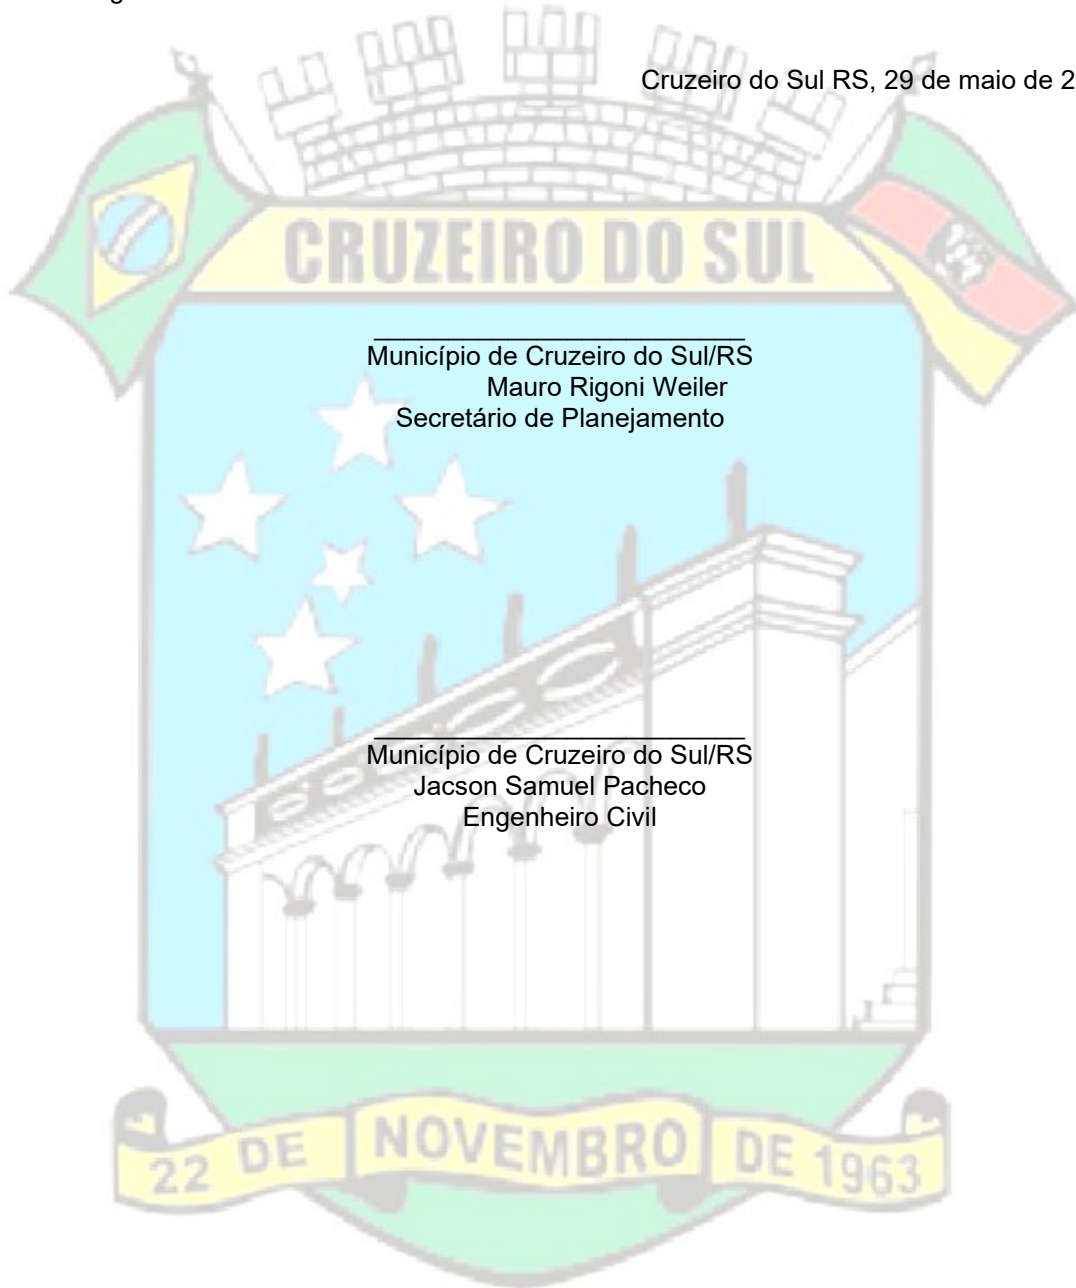 Cruzeiro do Sul RS, 29 de maio de 2
CRUZEIRO DO SUL
Município de Cruzeiro do Sul/RS
Mauro Rigoni Weiler
Secretário de Planejamento
Município de Cruzeiro do Sul/RS
Jacson Samuel Pacheco
Engenheiro Civil
22 DE NOVEMBRO DE 1963